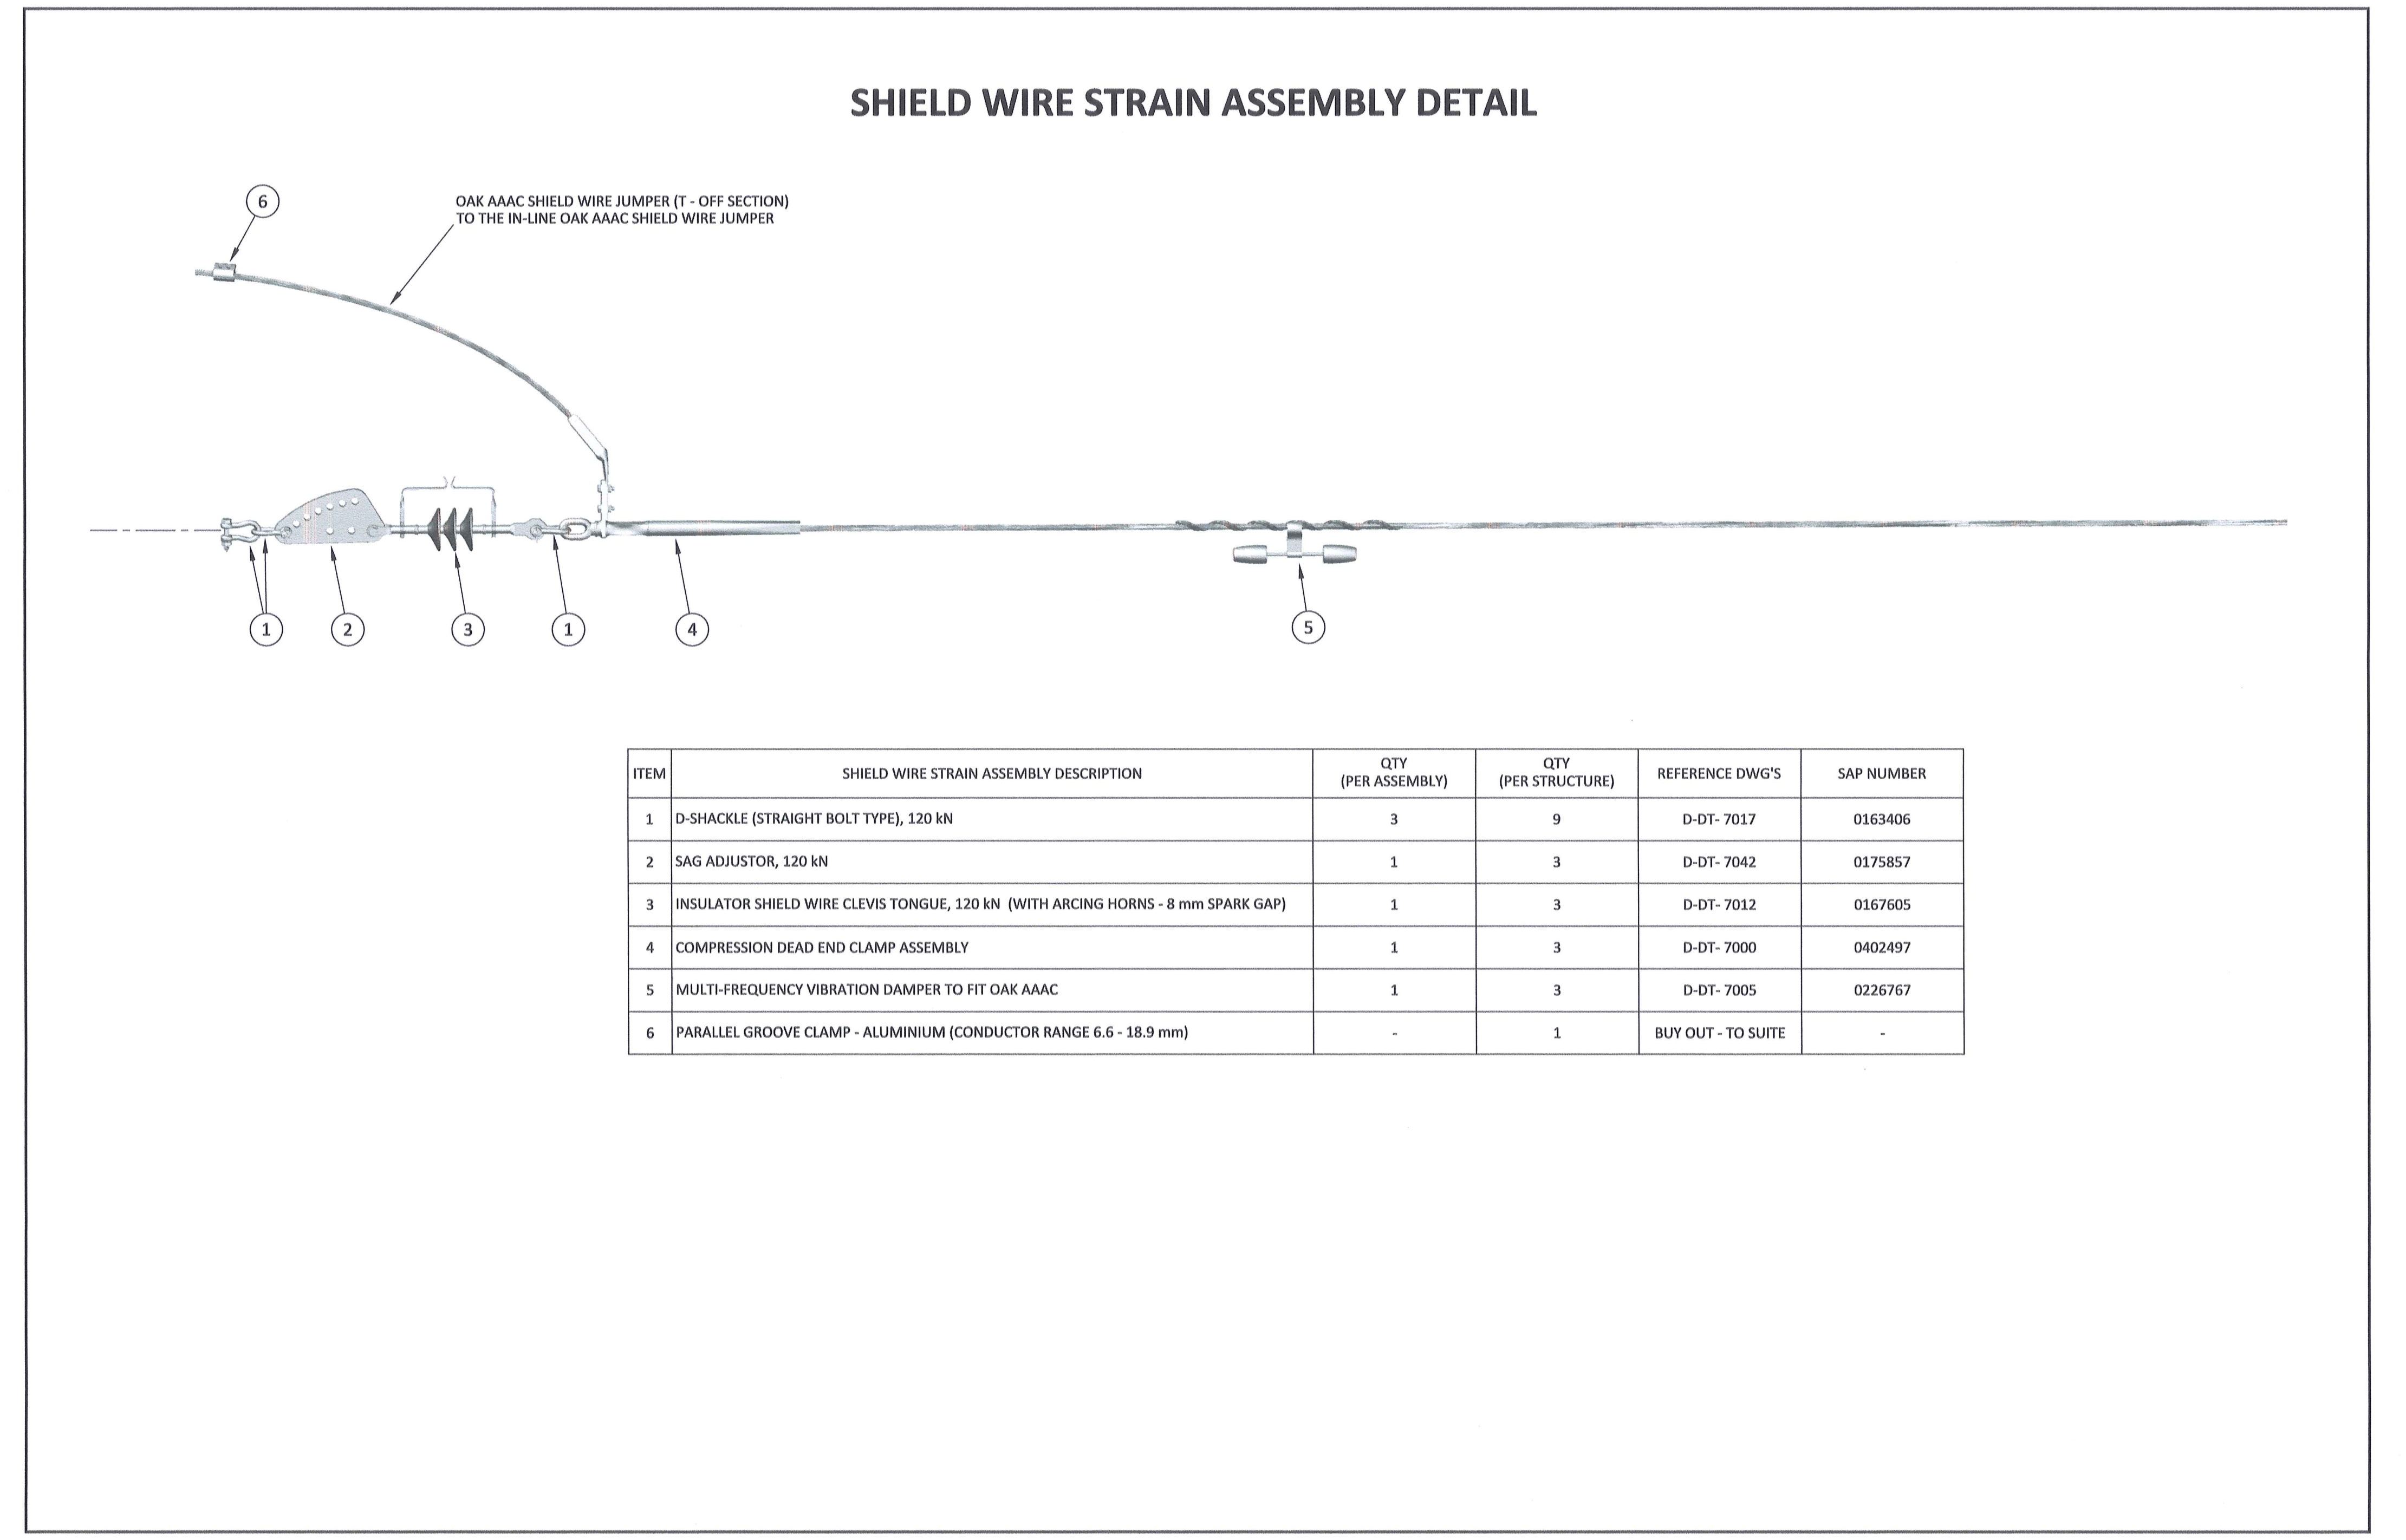 SHIELD WIRE STRAIN ASSEMBLY DETAIL
6
OAK AAAC SHIELD WIRE JUMPER (T - OFF SECTION)
TO THE IN-LINE OAK AAAC SHIELD WIRE JUMPER
1 2 3 1 4 5
ITEM SHIELD WIRE STRAIN ASSEMBLY DESCRIPTION QTY (PER ASSEMBLY) QTY (PER STRUCTURE) REFERENCE DWG'S SAP NUMBER
1 D-SHACKLE (STRAIGHT BOLT TYPE), 120 kN 3 9 D-DT- 7017 0163406
2 SAG ADJUSTOR, 120 kN 1 3 D-DT- 7042 0175857
3 INSULATOR SHIELD WIRE CLEVIS TONGUE, 120 kN (WITH ARCING HORNS - 8 mm SPARK GAP) 1 3 D-DT- 7012 0167605
4 COMPRESSION DEAD END CLAMP ASSEMBLY 1 3 D-DT- 7000 0402497
5 MULTI-FREQUENCY VIBRATION DAMPER TO FIT OAK AAAC 1 3 D-DT- 7005 0226767
6 PARALLEL GROOVE CLAMP - ALUMINIUM (CONDUCTOR RANGE 6.6 - 18.9 mm) - 1 BUY OUT - TO SUITE -